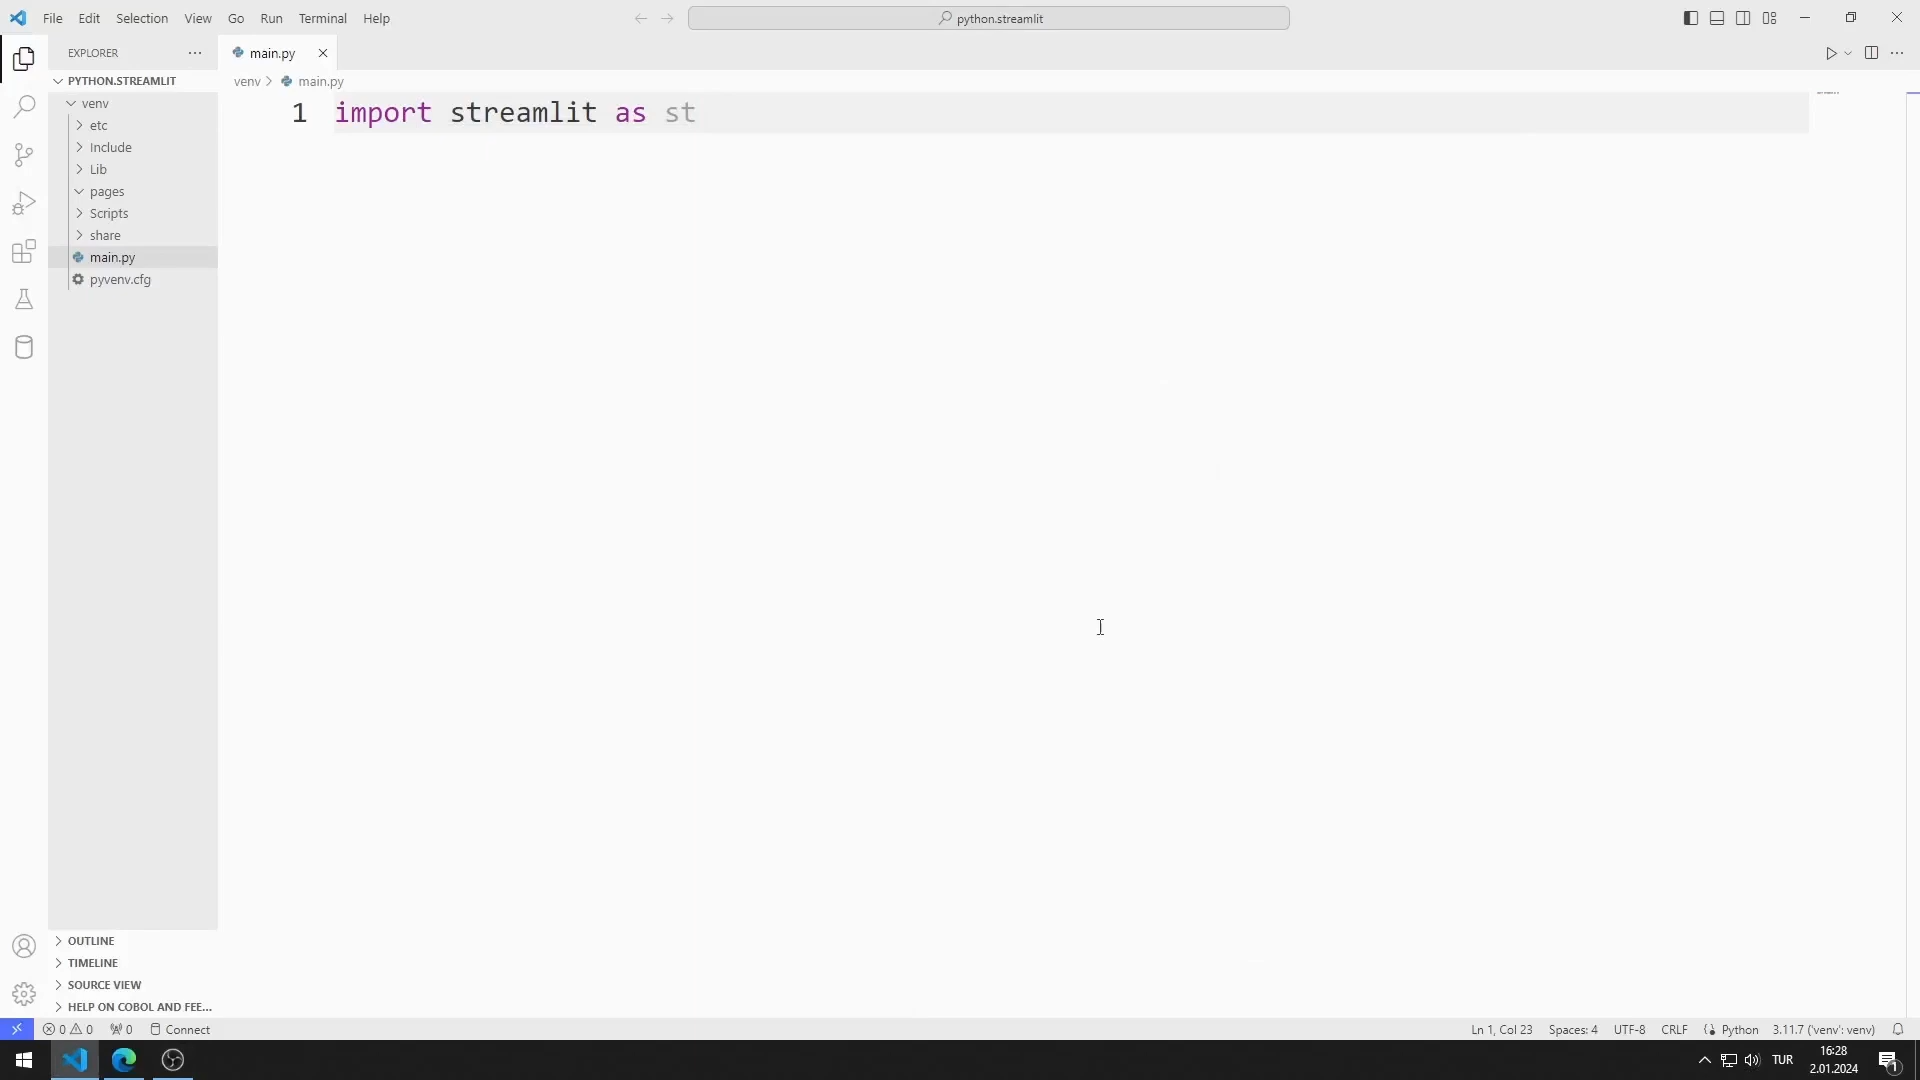 File Edit Selection View Go Run Terminal Help
python.streamlit
EXPLORER
main.py
PYTHON.STREAMLIT
venv > main.py
venv
1 import streamlit as st
etc
Include
Lib
pages
Scripts
share
main.py
pyvenv.cfg
OUTLINE
TIMELINE
SOURCE VIEW
HELP ON COBOL AND FEE...
0 0 0 Connect
Ln 1, Col 23 Spaces: 4 UTF-8 CRLF Python 3.11.7 ('venv': venv)
TUR
16:28
2.01.2024
1